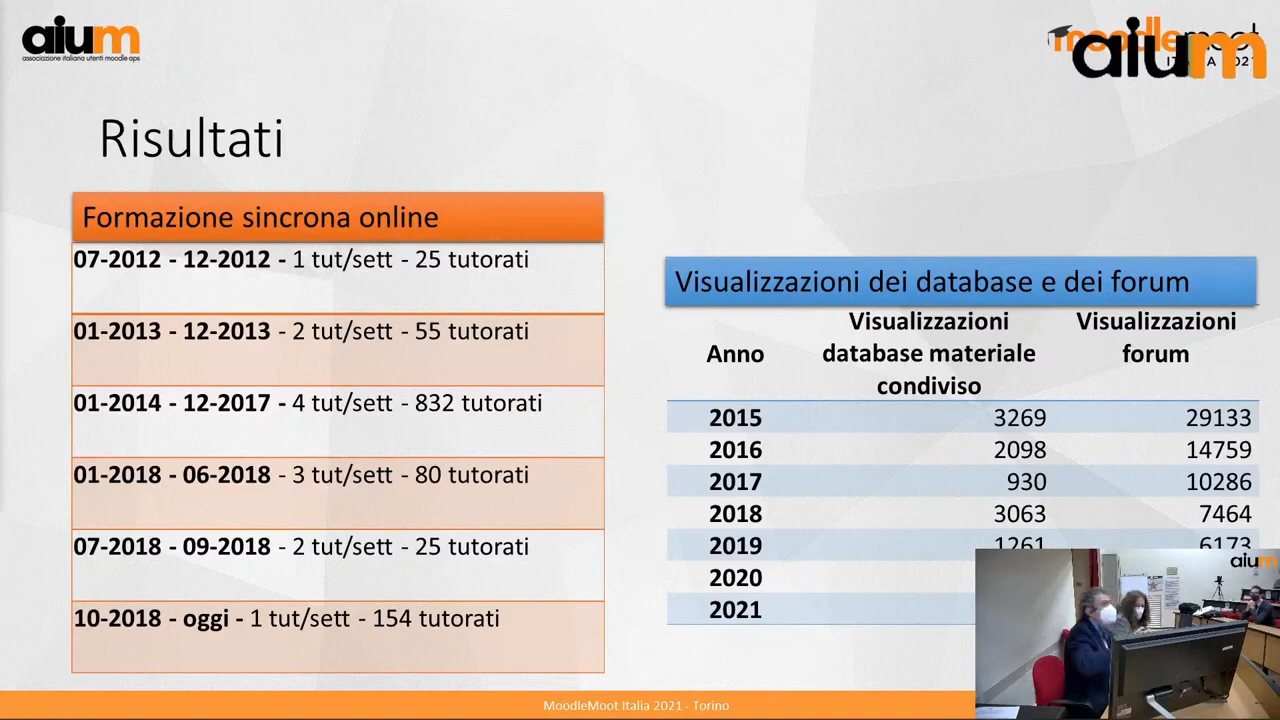 aium
associazione italiana utenti moodle aps
moodlemoot
aium
Risultati
Formazione sincrona online
07-2012 - 12-2012 - 1 tut/sett - 25 tutorati
01-2013 - 12-2013 - 2 tut/sett - 55 tutorati
01-2014 - 12-2017 - 4 tut/sett - 832 tutorati
01-2018 - 06-2018 - 3 tut/sett - 80 tutorati
07-2018 - 09-2018 - 2 tut/sett - 25 tutorati
10-2018 - oggi - 1 tut/sett - 154 tutorati
Visualizzazioni dei database e dei forum
Anno Visualizzazioni database materiale condiviso Visualizzazioni forum
2015 3269 29133
2016 2098 14759
2017 930 10286
2018 3063 7464
2019 1261 6173
2020
2021
aium
MoodleMoot Italia 2021 - Torino